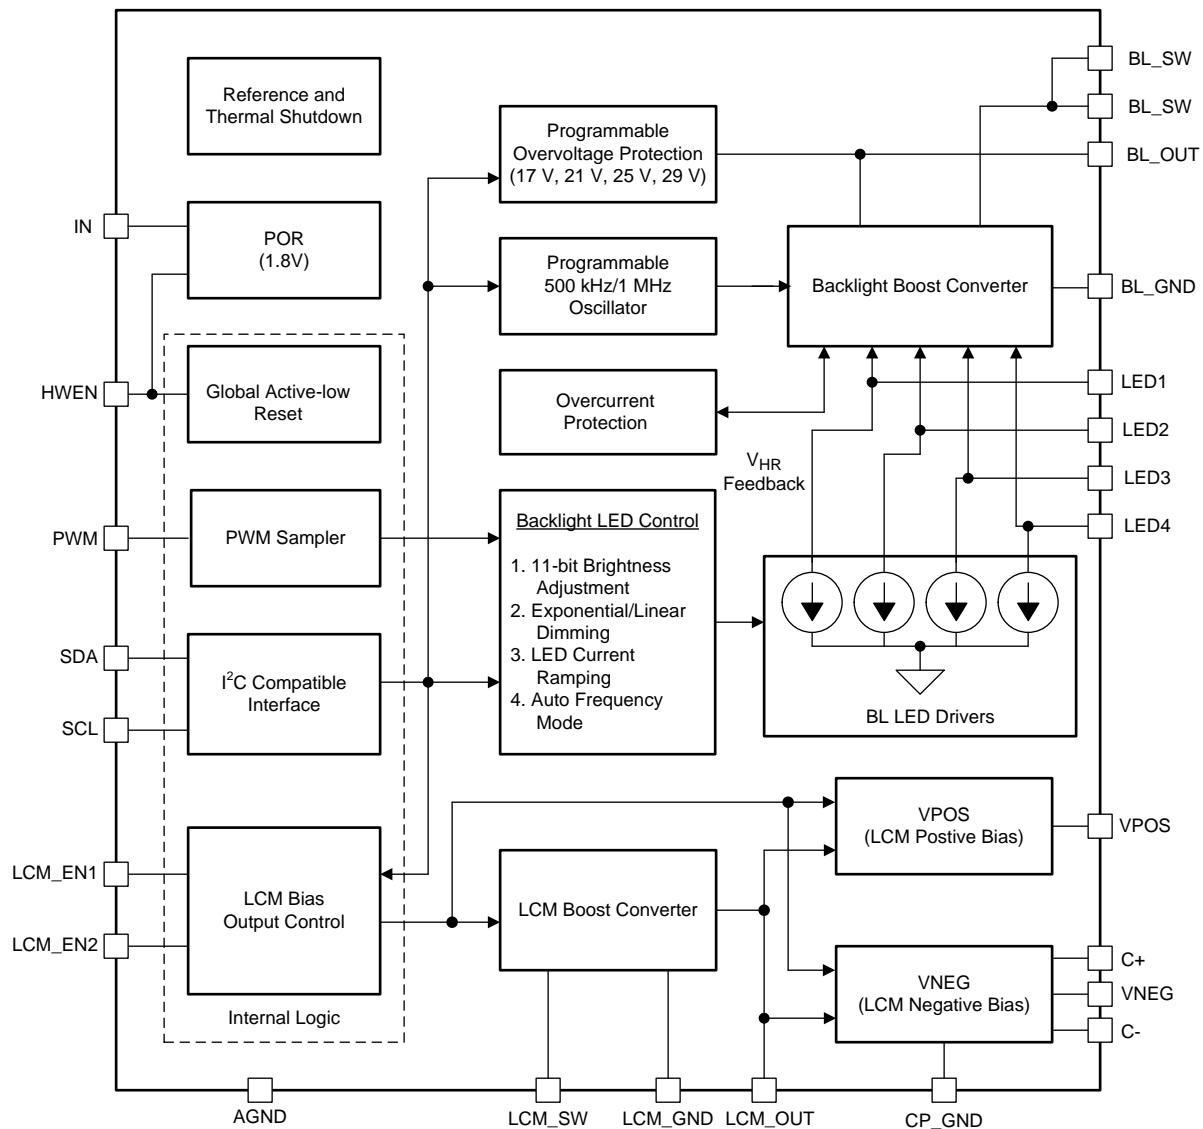 Reference and
Thermal Shutdown
Programmable
Overvoltage Protection
(17 V, 21 V, 25 V, 29 V)
BL_SW
BL_SW
BL_OUT
IN
POR
(1.8V)
Programmable
500 kHz/1 MHz
Oscillator
Backlight Boost Converter
BL_GND
HWEN
Global Active-low
Reset
Overcurrent
Protection
LED1
LED2
LED3
LED4
VHR
Feedback
PWM
PWM Sampler
Backlight LED Control
1. 11-bit Brightness
Adjustment
2. Exponential/Linear
Dimming
3. LED Current
Ramping
4. Auto Frequency
Mode
SDA
SCL
I2C Compatible
Interface
BL LED Drivers
VPOS
(LCM Postive Bias)
VPOS
LCM_EN1
LCM_EN2
LCM Bias
Output Control
LCM Boost Converter
VNEG
(LCM Negative Bias)
C+
VNEG
C-
Internal Logic
AGND
LCM_SW
LCM_GND
LCM_OUT
CP_GND